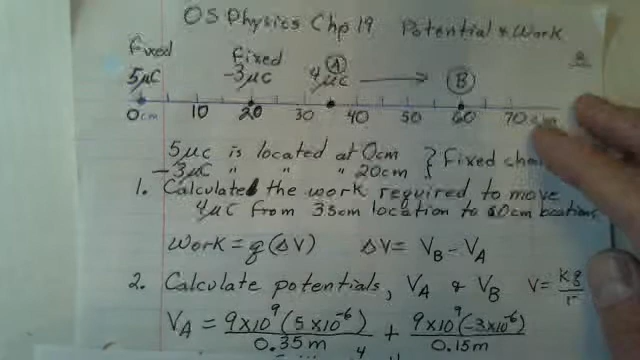 OS Physics Chp 19 Potential & Work
Fixed Fixed
5μC -3μC 4μC A → B
0cm 10 20 30 40 50 60 70 cm
5μC is located at 0cm } Fixed
-3μC " " " 20cm
1. Calculate the work required to move
4μC from 35cm location to 60cm
Work = q(ΔV) ΔV = VB - VA
2. Calculate potentials, VA & VB V = kq/r
VA = 9x10^9(5x10^-6)/0.35m + 9x10^9(-3x10^-6)/0.15m